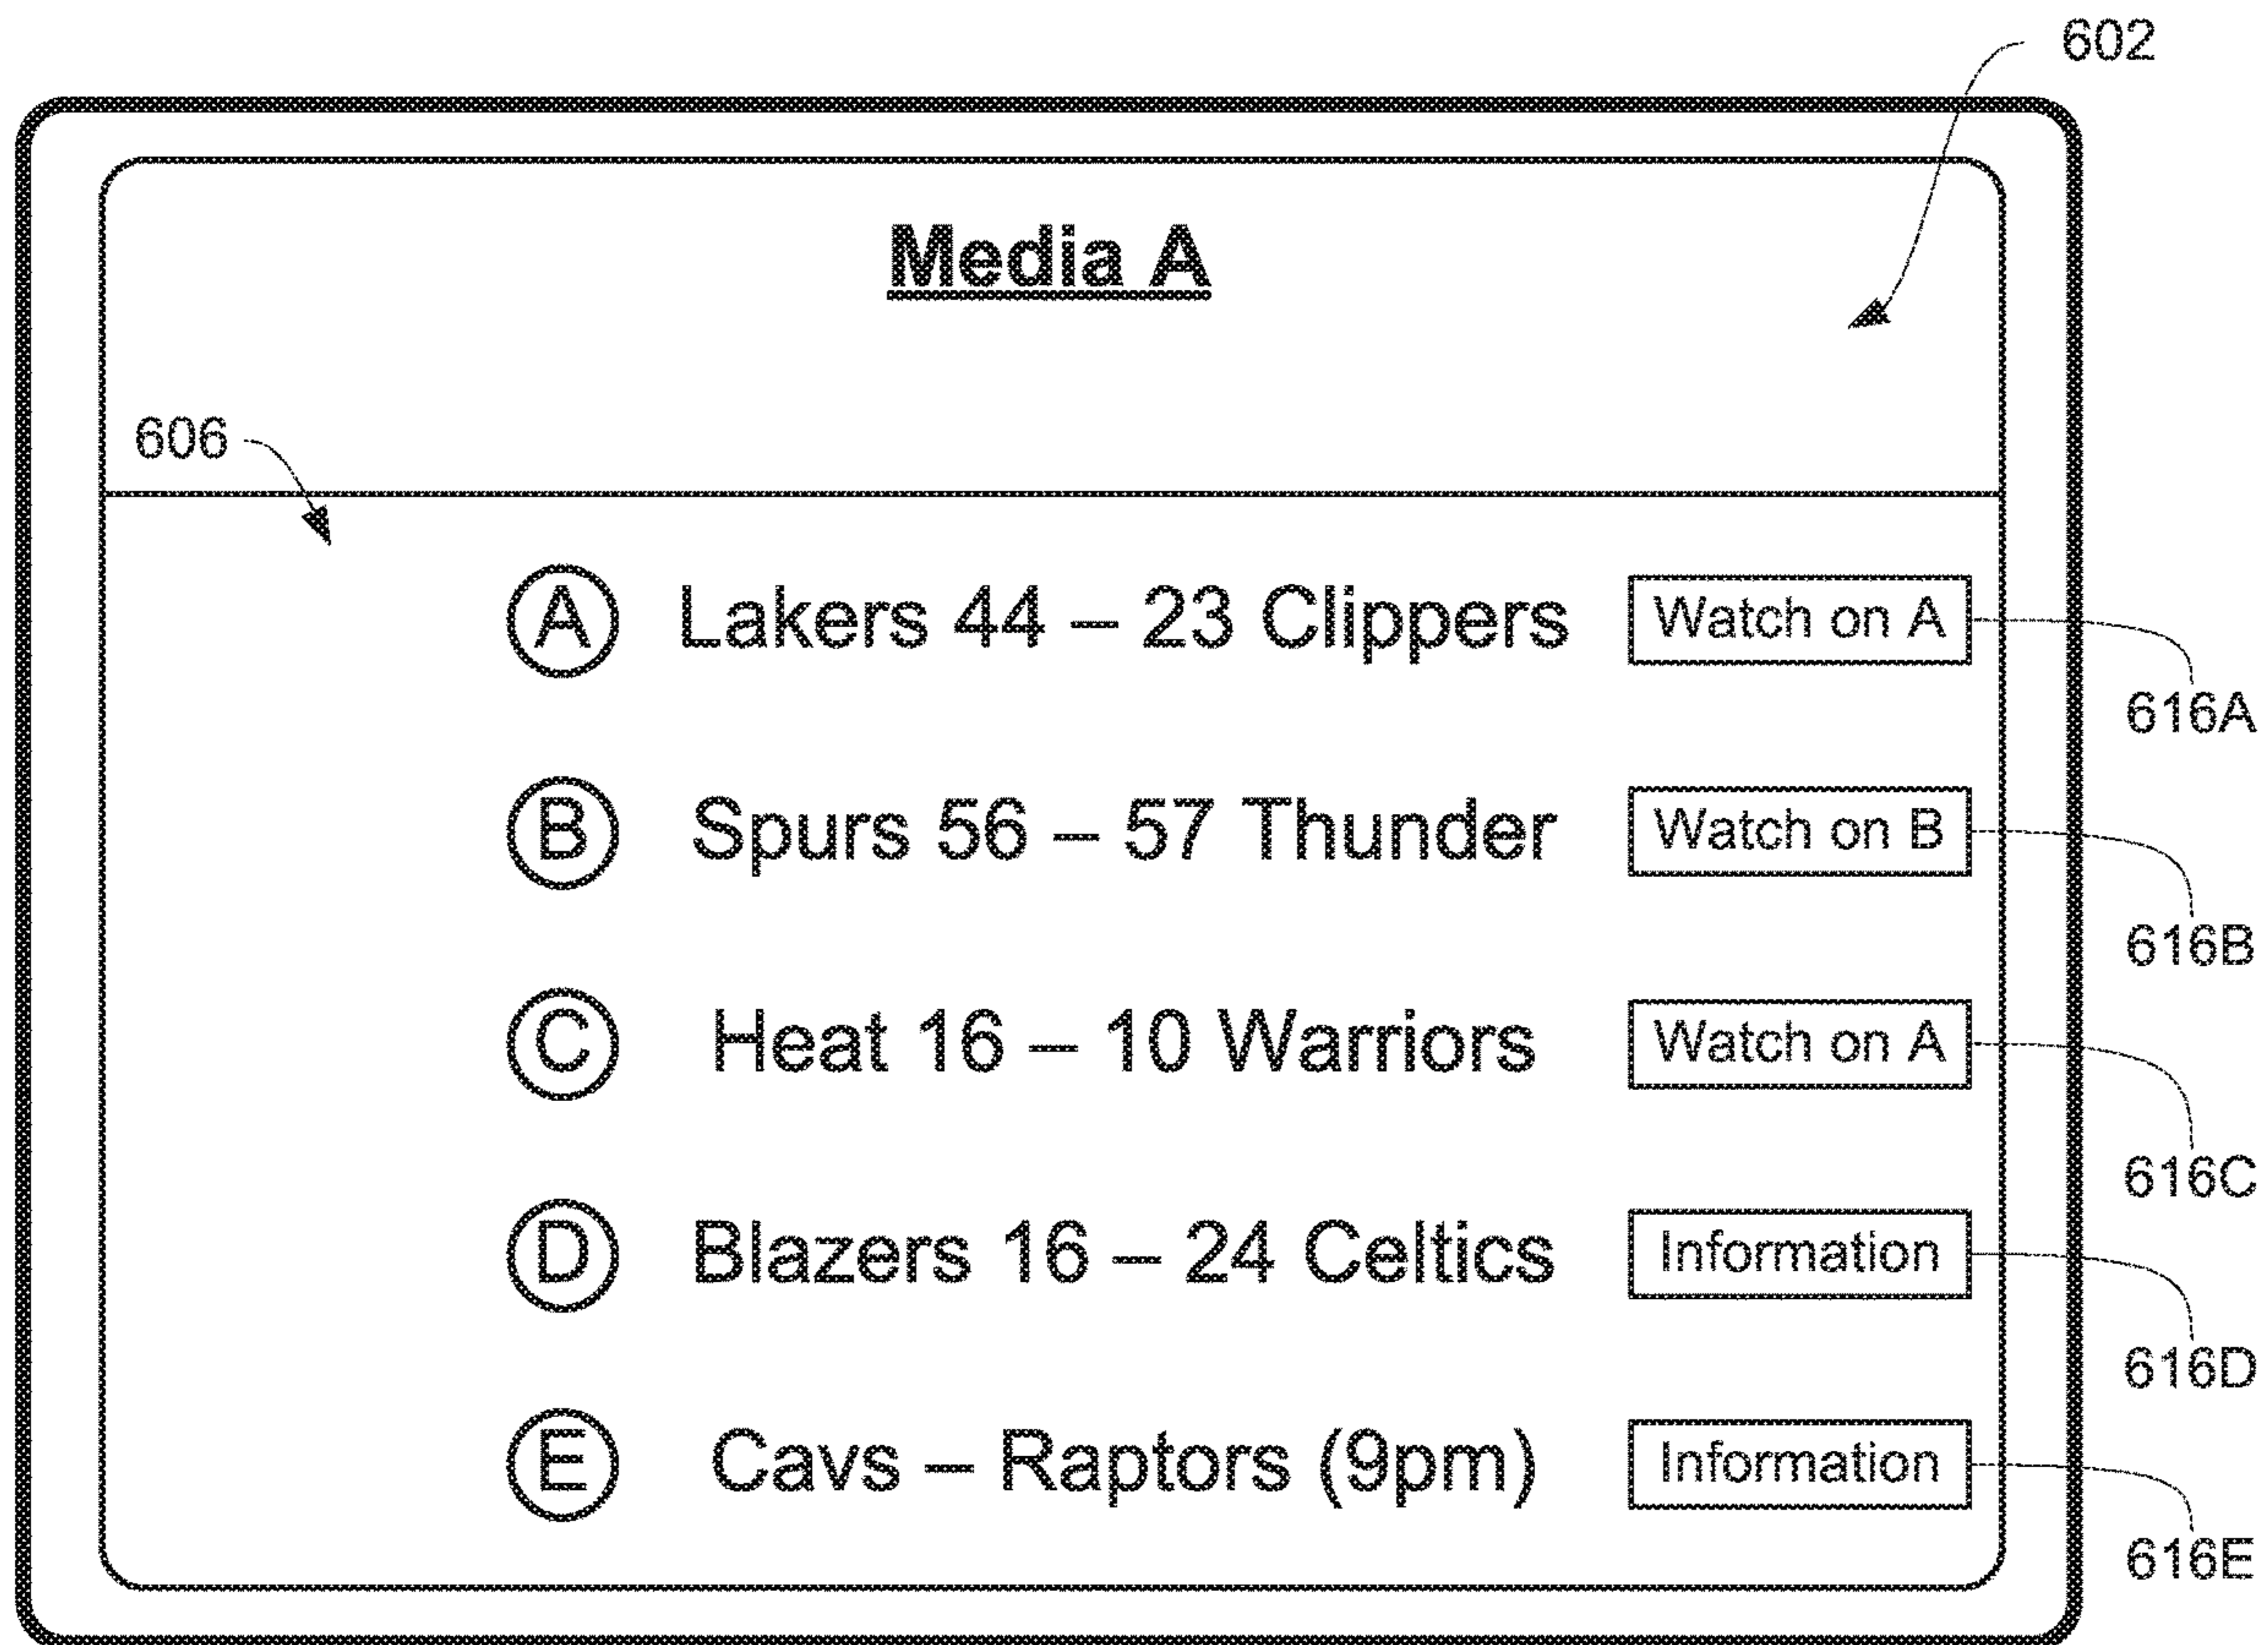 602
Media A
606
A Lakers 44 – 23 Clippers Watch on A
616A
B Spurs 56 – 57 Thunder Watch on B
616B
C Heat 16 – 10 Warriors Watch on A
616C
D Blazers 16 – 24 Celtics Information
616D
E Cavs – Raptors (9pm) Information
616E